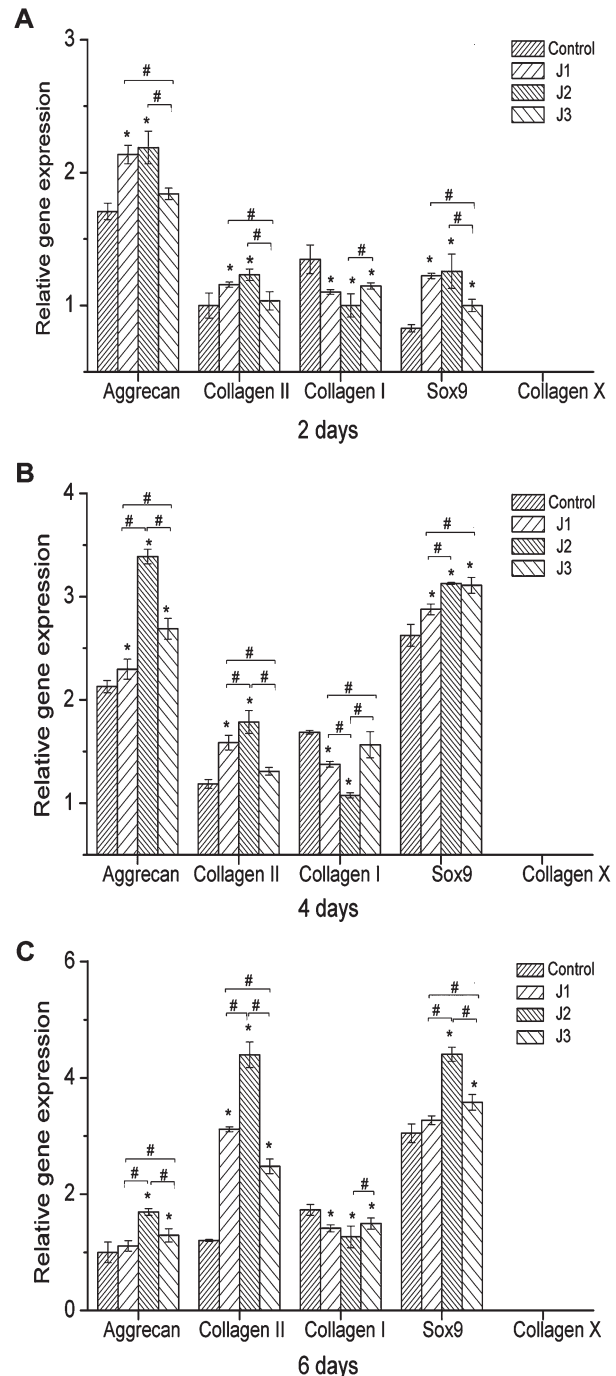 A
3
2
1
Relative gene expression
Control
J1
J2
J3
#
#
* *
#
#
* *
#
* * *
#
#
* * *
Aggrecan Collagen II Collagen I Sox9 Collagen X
2 days
B
4
3
2
1
Relative gene expression
Control
J1
J2
J3
#
# #
* * *
#
# #
* *
#
# #
* *
#
#
* * *
Aggrecan Collagen II Collagen I Sox9 Collagen X
4 days
C
6
4
2
0
Relative gene expression
Control
J1
J2
J3
#
# #
* *
#
# #
* * *
#
* * *
#
# #
* *
Aggrecan Collagen II Collagen I Sox9 Collagen X
6 days